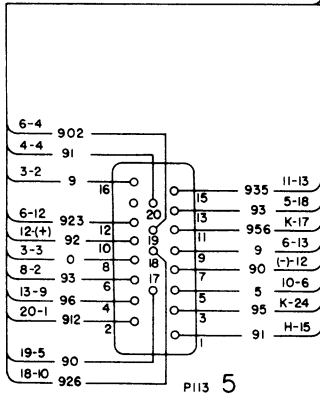 6-4 902
4-4 91
3-2 9 16 15 935 11-13
20 13 93 5-18
6-12 923 12 11 956 K-17
12-(+) 92 10 19 9 9 6-13
3-3 0 8 18 7 90 (-)-12
8-2 93 6 17 5 5 10-6
13-9 96 4 3 95 K-24
20-1 912 2 1 91 H-15
19-5 90
18-10 926
P113 5